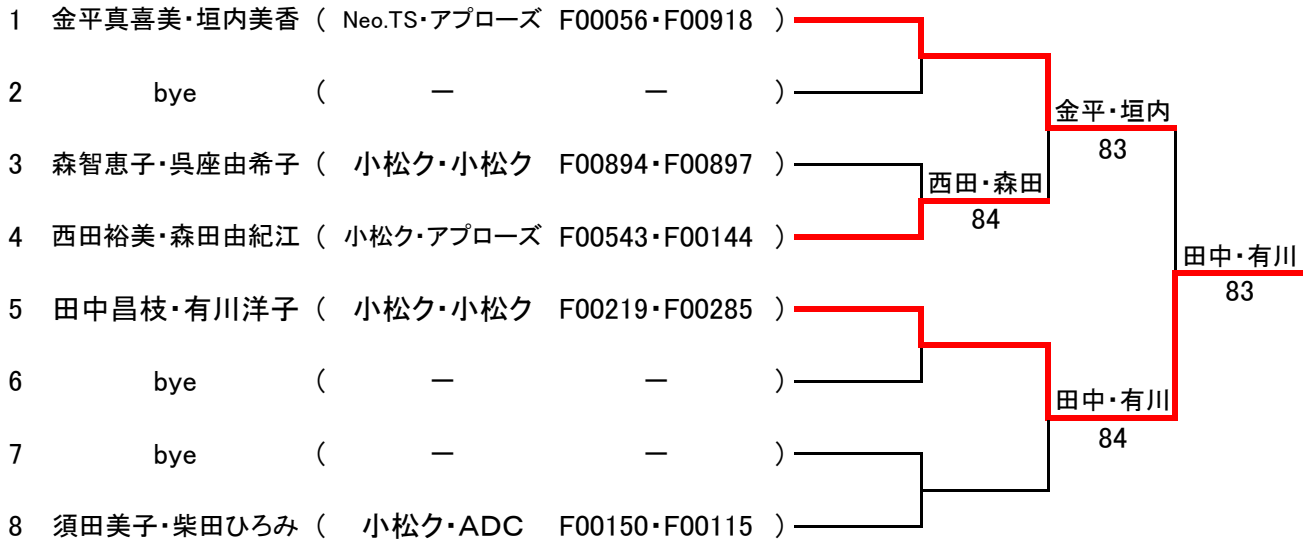 1 金平真喜美・垣内美香 ( Neo.TS・アプローズ F00056・F00918 )
2 bye ( ー ー )
金平・垣内
83
3 森智恵子・呉座由希子 ( 小松ク・小松ク F00894・F00897 )
西田・森田
84
4 西田裕美・森田由紀江 ( 小松ク・アプローズ F00543・F00144 )
田中・有川
83
5 田中昌枝・有川洋子 ( 小松ク・小松ク F00219・F00285 )
6 bye ( ー ー )
田中・有川
84
7 bye ( ー ー )
8 須田美子・柴田ひろみ ( 小松ク・ADC F00150・F00115 )